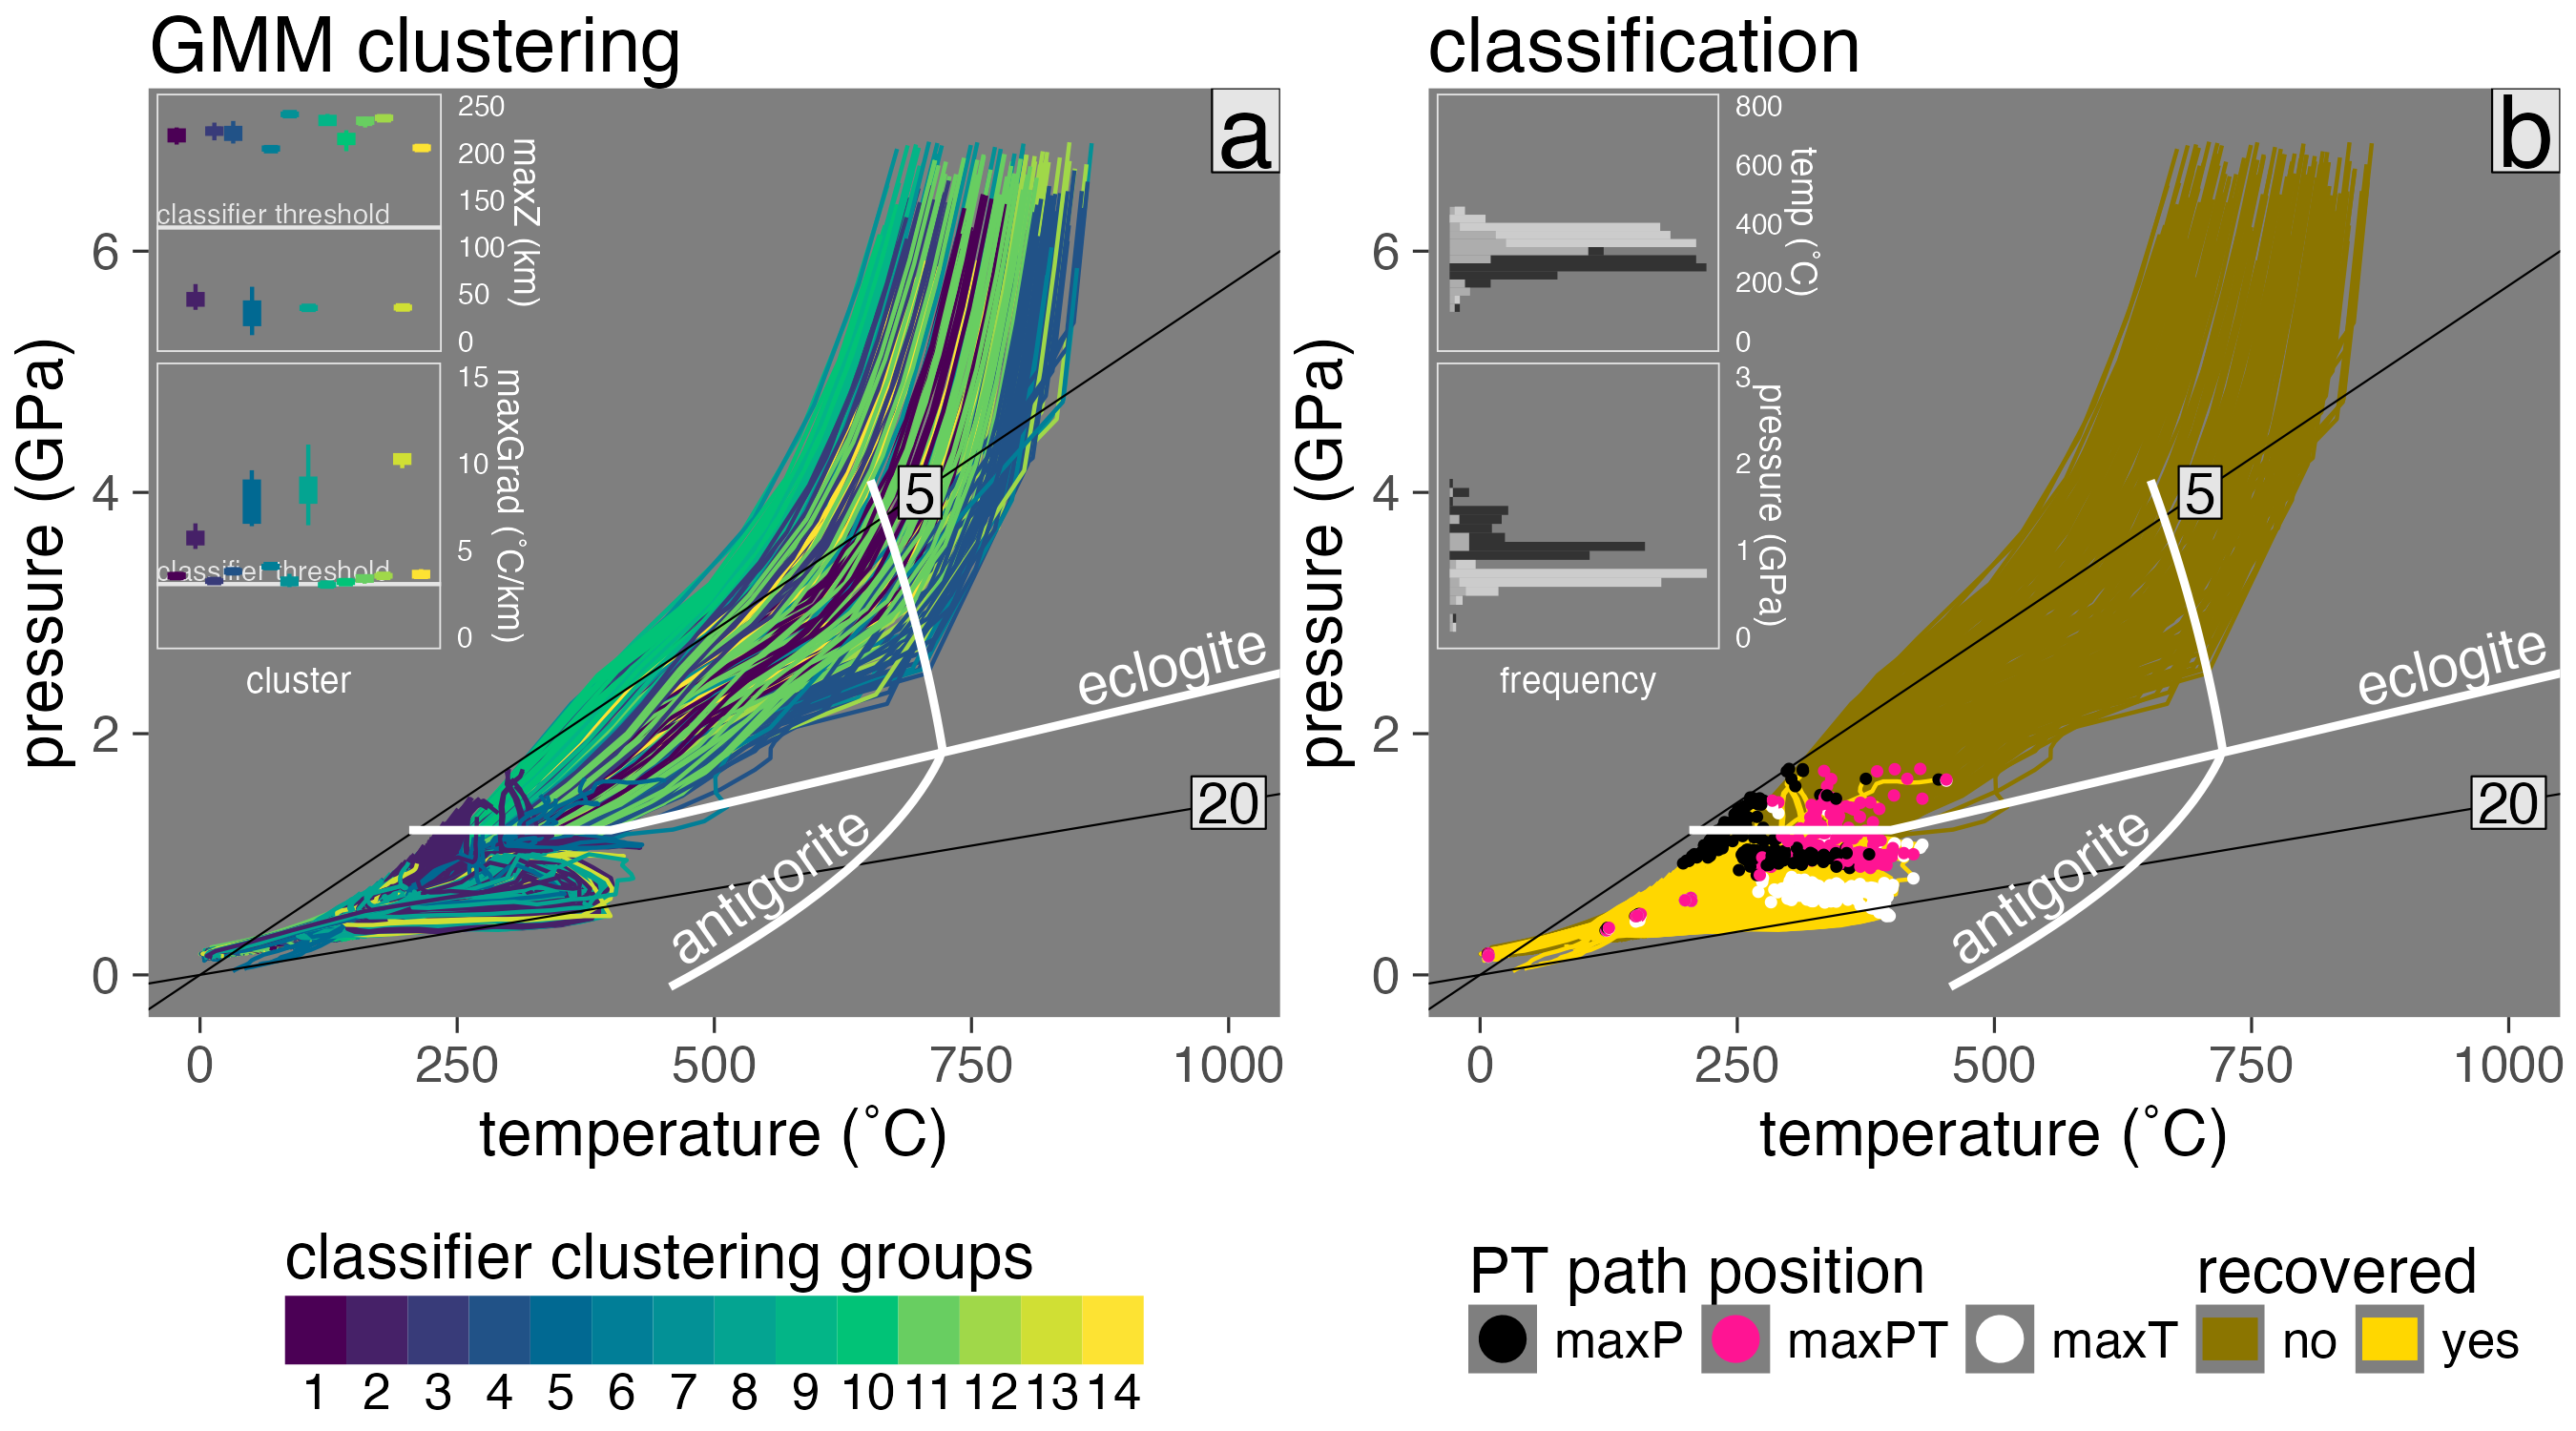 GMM clustering
a
pressure (GPa)
6
4
2
0
250
200
150
100
50
0
maxZ (km)
classifier threshold
15
10
5
0
maxGrad (˚C/km)
classifier threshold
cluster
5
eclogite
20
antigorite
0
250
500
750
1000
temperature (˚C)
classifier clustering groups
1 2 3 4 5 6 7 8 9 10 11 12 13 14
classification
b
pressure (GPa)
6
4
2
0
800
600
400
200
0
temp (˚C)
3
2
1
0
pressure (GPa)
frequency
5
eclogite
20
antigorite
0
250
500
750
1000
temperature (˚C)
PT path position
maxP
maxPT
maxT
recovered
no
yes